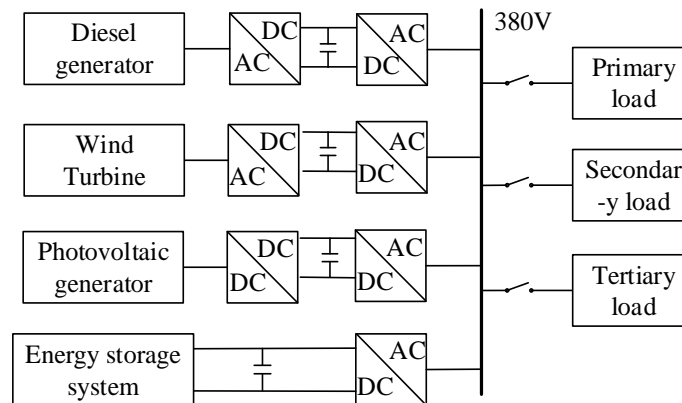 Diesel
generator
DC
AC
AC
DC
380V
Primary
load
Wind
Turbine
DC
AC
AC
DC
Secondar
-y load
Photovoltaic
generator
DC
DC
AC
DC
Tertiary
load
Energy storage
system
AC
DC